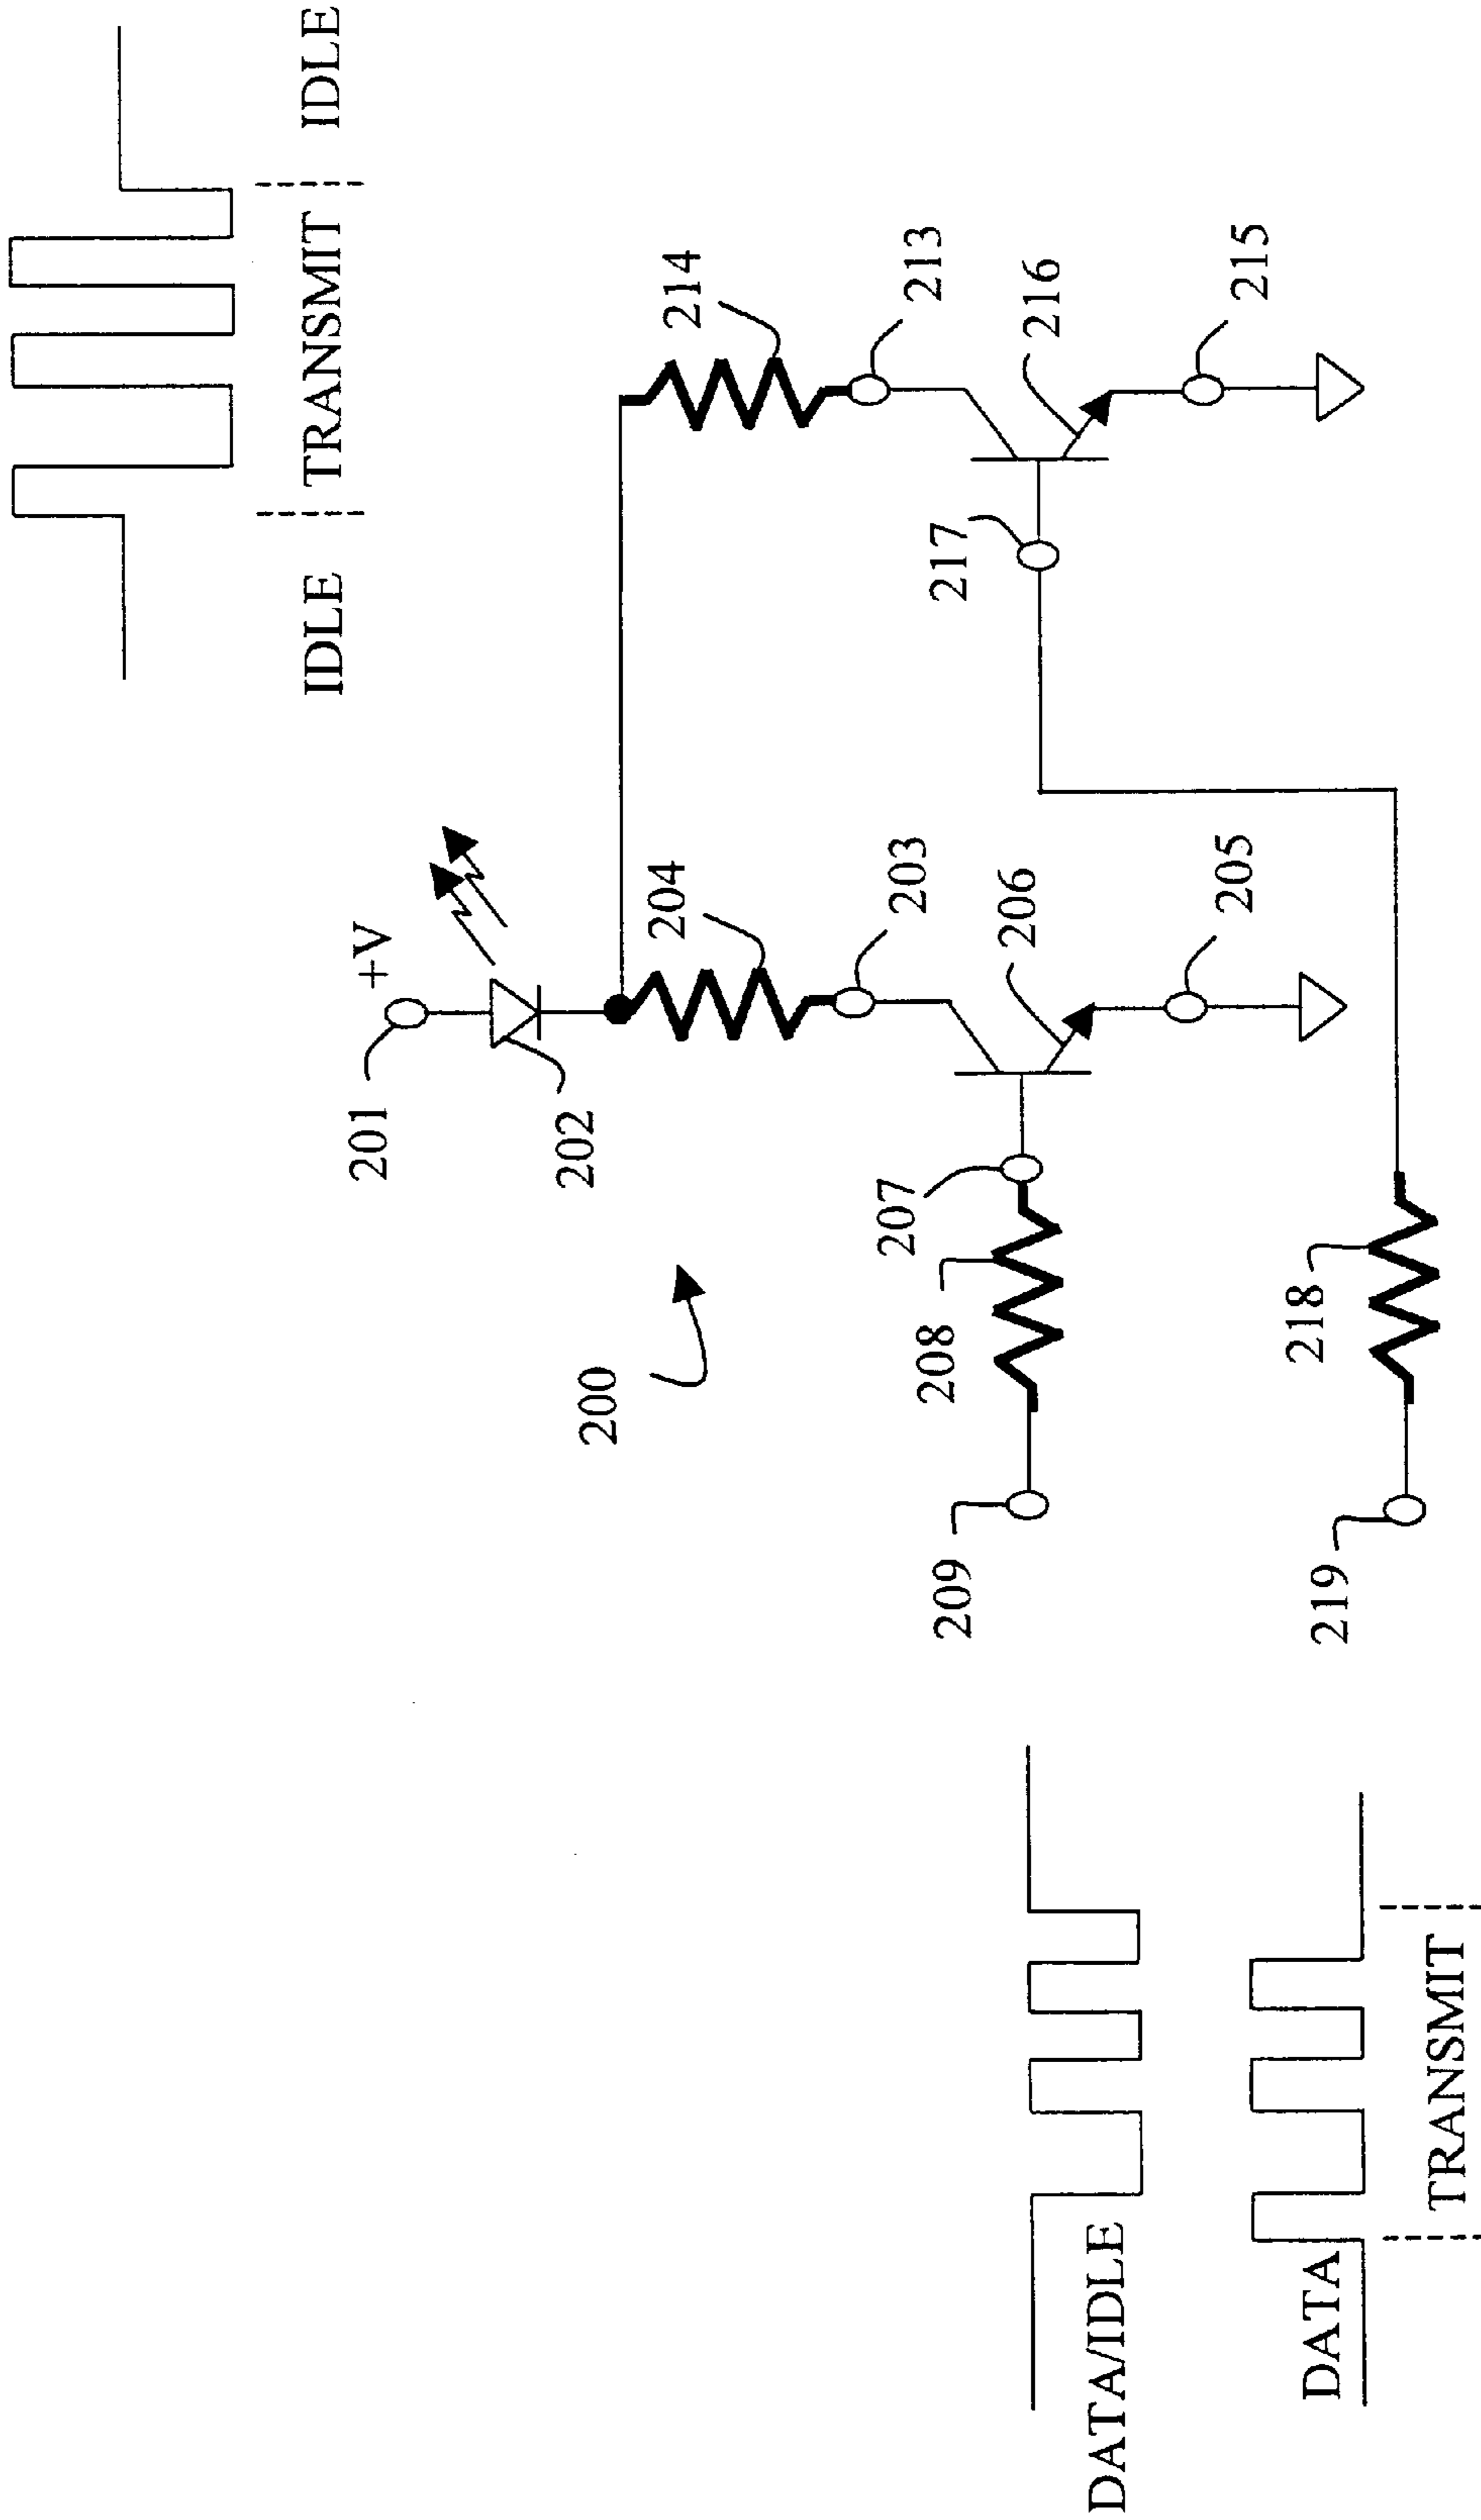 IDLE TRANSMIT IDLE
201 +V
202
200
204 214
207 203 213
208
209 217
206 216
DATA/IDLE
205 215
218
DATA 219
TRANSMIT